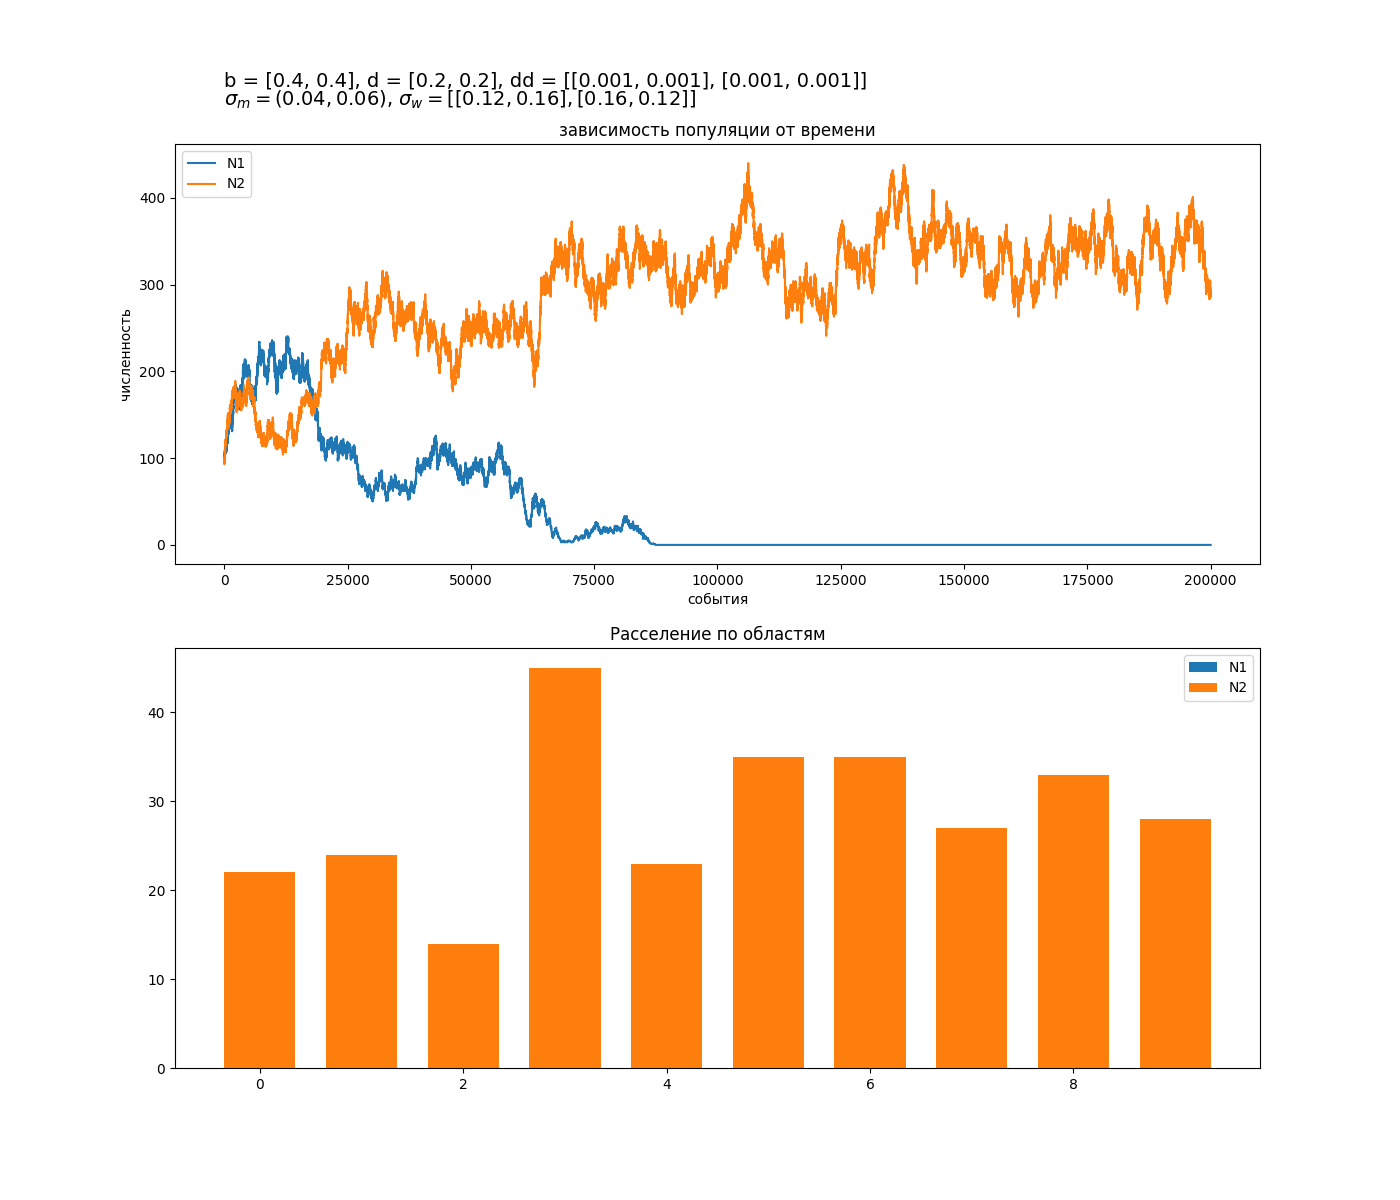 b = [0.4, 0.4], d = [0.2, 0.2], dd = [[0.001, 0.001], [0.001, 0.001]]
σ_m = (0.04, 0.06), σ_w = [[0.12, 0.16], [0.16, 0.12]]
зависимость популяции от времени
N1
N2
численность
400
300
200
100
0
0 25000 50000 75000 100000 125000 150000 175000 200000
события
Расселение по областям
N1
N2
40
30
20
10
0
0 2 4 6 8